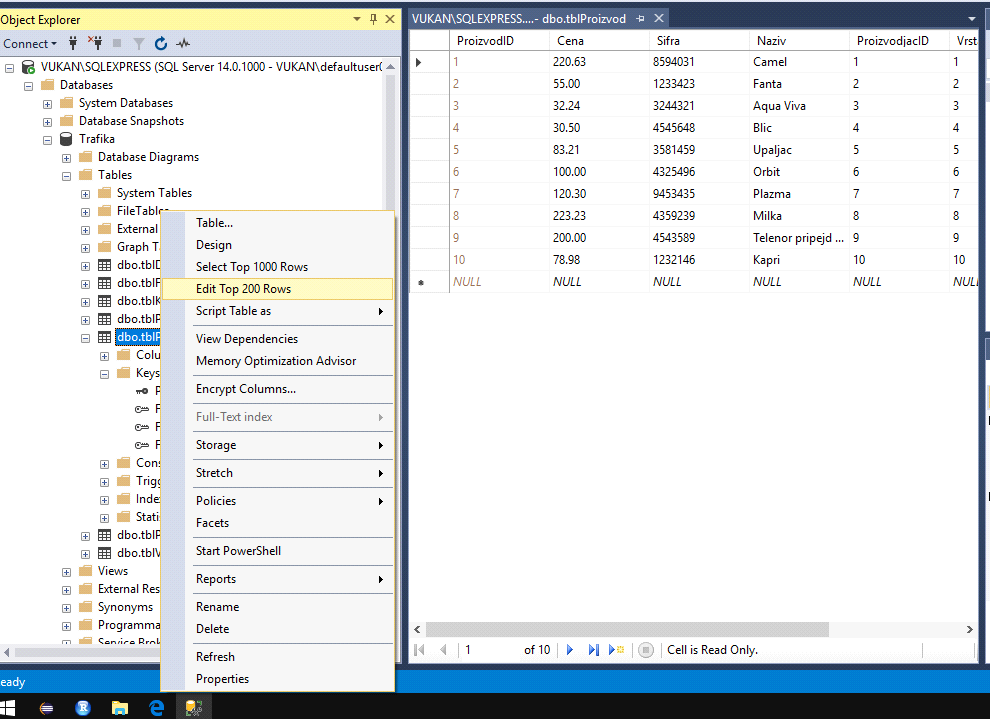 Object Explorer
Connect
VUKAN\SQLEXPRESS (SQL Server 14.0.1000 - VUKAN\defaultuser0
Databases
System Databases
Database Snapshots
Trafika
Database Diagrams
Tables
System Tables
FileTables
External
Graph T
dbo.tblD
dbo.tblF
dbo.tblK
dbo.tblP
dbo.tblP
Colu
Keys
P
F
F
F
Cons
Trigg
Index
Statis
dbo.tblP
dbo.tblV
Views
External Res
Synonyms
Programma
Service Brok
Table...
Design
Select Top 1000 Rows
Edit Top 200 Rows
Script Table as
View Dependencies
Memory Optimization Advisor
Encrypt Columns...
Full-Text index
Storage
Stretch
Policies
Facets
Start PowerShell
Reports
Rename
Delete
Refresh
Properties
VUKAN\SQLEXPRESS....- dbo.tblProizvod
ProizvodID Cena Sifra Naziv ProizvodjacID Vrst
1 220.63 8594031 Camel 1 1
2 55.00 1233423 Fanta 2 2
3 32.24 3244321 Aqua Viva 3 3
4 30.50 4545648 Blic 4 4
5 83.21 3581459 Upaljac 5 5
6 100.00 4325496 Orbit 6 6
7 120.30 9453435 Plazma 7 7
8 223.23 4359239 Milka 8 8
9 200.00 4543589 Telenor pripejd ... 9 9
10 78.98 1232146 Kapri 10 10
NULL NULL NULL NULL NULL NULL
1 of 10 Cell is Read Only.
eady